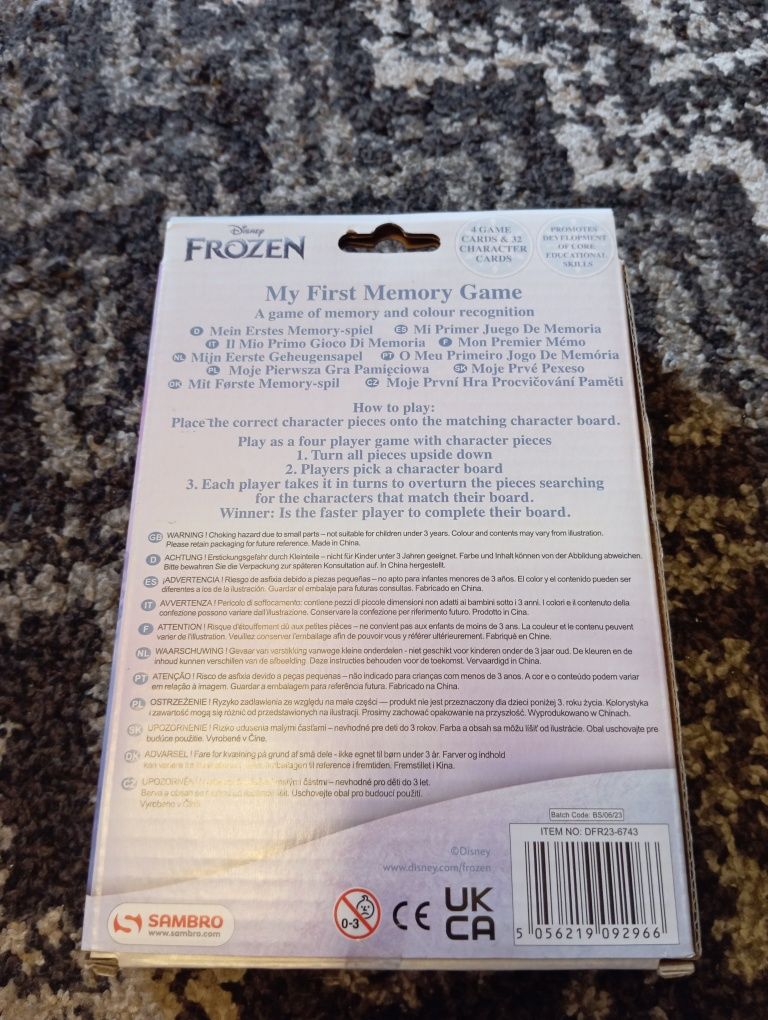 Disney
FROZEN
4 GAME
CARDS & 32
CHARACTER
CARDS
PROMOTES
DEVELOPMENT
OF CORE
EDUCATIONAL
SKILLS
My First Memory Game
A game of memory and colour recognition
D Mein Erstes Memory-spiel ES Mi Primer Juego De Memoria
IT Il Mio Primo Gioco Di Memoria F Mon Premier Mémo
NL Mijn Eerste Geheugensapel PT O Meu Primeiro Jogo De Memória
PL Moje Pierwsza Gra Pamięciowa SK Moje Prvé Pexeso
DK Mit Første Memory-spil CZ Moje První Hra Procvičování Paměti
How to play:
Place the correct character pieces onto the matching character board.
Play as a four player game with character pieces
1. Turn all pieces upside down
2. Players pick a character board
3. Each player takes it in turns to overturn the pieces searching
for the characters that match their board.
Winner: Is the faster player to complete their board.
GB WARNING ! Choking hazard due to small parts – not suitable for children under 3 years. Colour and contents may vary from illustration.
Please retain packaging for future reference. Made in China.
D ACHTUNG ! Erstickungsgefahr durch Kleinteile – nicht für Kinder unter 3 Jahren geeignet. Farbe und Inhalt können von der Abbildung abweichen.
Bitte bewahren Sie die Verpackung zur späteren Konsultation auf. In China hergestellt.
ES ¡ADVERTENCIA ! Riesgo de asfixia debido a piezas pequeñas – no apto para infantes menores de 3 años. El color y el contenido pueden ser
diferentes a los de la ilustración. Guardar el embalaje para futuras consultas. Fabricado en China.
IT AVVERTENZA ! Pericolo di soffocamento: contiene pezzi di piccole dimensioni non adatti ai bambini sotto i 3 anni. I colori e il contenuto della
confezione possono variare dall'illustrazione. Conservare la confezione per riferimento futuro. Prodotto in Cina.
F ATTENTION ! Risque d'étouffement dû aux petites pièces – ne convient pas aux enfants de moins de 3 ans. La couleur et le contenu peuvent
varier de l'illustration. Veuillez conserver l'emballage afin de pouvoir vous y référer ultérieurement. Fabriqué en Chine.
NL WAARSCHUWING ! Gevaar van verstikking vanwege kleine onderdelen - niet geschikt voor kinderen onder de 3 jaar oud. De kleuren en de
inhoud kunnen verschillen van de afbeelding. Deze instructies behouden voor de toekomst. Vervaardigd in China.
PT ATENÇÃO ! Risco de asfixia devido a peças pequenas – não indicado para crianças com menos de 3 anos. A cor e o conteúdo podem variar
em relação à imagem. Guardar a embalagem para referência futura. Fabricado na China.
PL OSTRZEŻENIE ! Ryzyko zadławienia ze względu na małe części — produkt nie jest przeznaczony dla dzieci poniżej 3. roku życia. Kolorystyka
i zawartość mogą się różnić od przedstawionych na ilustracji. Prosimy zachować opakowanie na przyszłość. Wyprodukowano w Chinach.
SK UPOZORNENIE ! Riziko udusenia malými časťami – nevhodné pre deti do 3 rokov. Farba a obsah sa môžu líšiť od ilustrácie. Obal uschovajte pre
budúce použitie. Vyrobené v Číne.
DK ADVARSEL ! Fare for kvælning på grund af små dele - ikke egnet til børn under 3 år. Farver og indhold
kan variere til reference i fremtiden. Fremstillet i Kina.
CZ UPOZORNĚNÍ ! částmi – nevhodné pro děti do 3 let.
Barva a obsah se Uschovejte obal pro budoucí použití.
Vyrobeno v Číně.
Batch Code: BS/06/23
ITEM NO: DFR23-6743
©Disney
www.disney.com/frozen
SAMBRO
www.sambro.com
0-3
CE
UK
CA
5 056219 092966